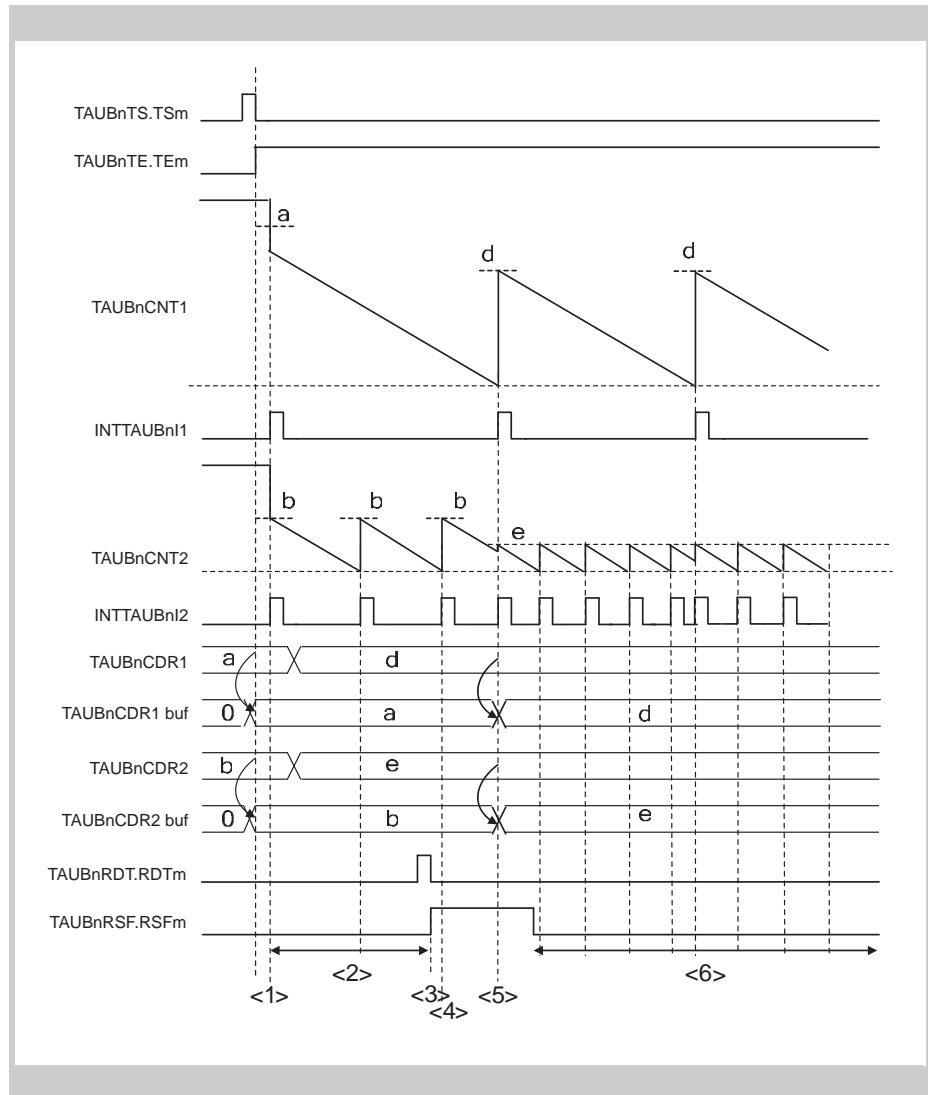 TAUBnTS.TSm
TAUBnTE.TEm
a
d
d
TAUBnCNT1
INTTAUBnI1
b
b
b
e
TAUBnCNT2
INTTAUBnI2
a
d
TAUBnCDR1
0
a
d
TAUBnCDR1 buf
b
e
TAUBnCDR2
0
b
e
TAUBnCDR2 buf
TAUBnRDT.RDTm
TAUBnRSF.RSFm
<1>
<2>
<3>
<4>
<5>
<6>